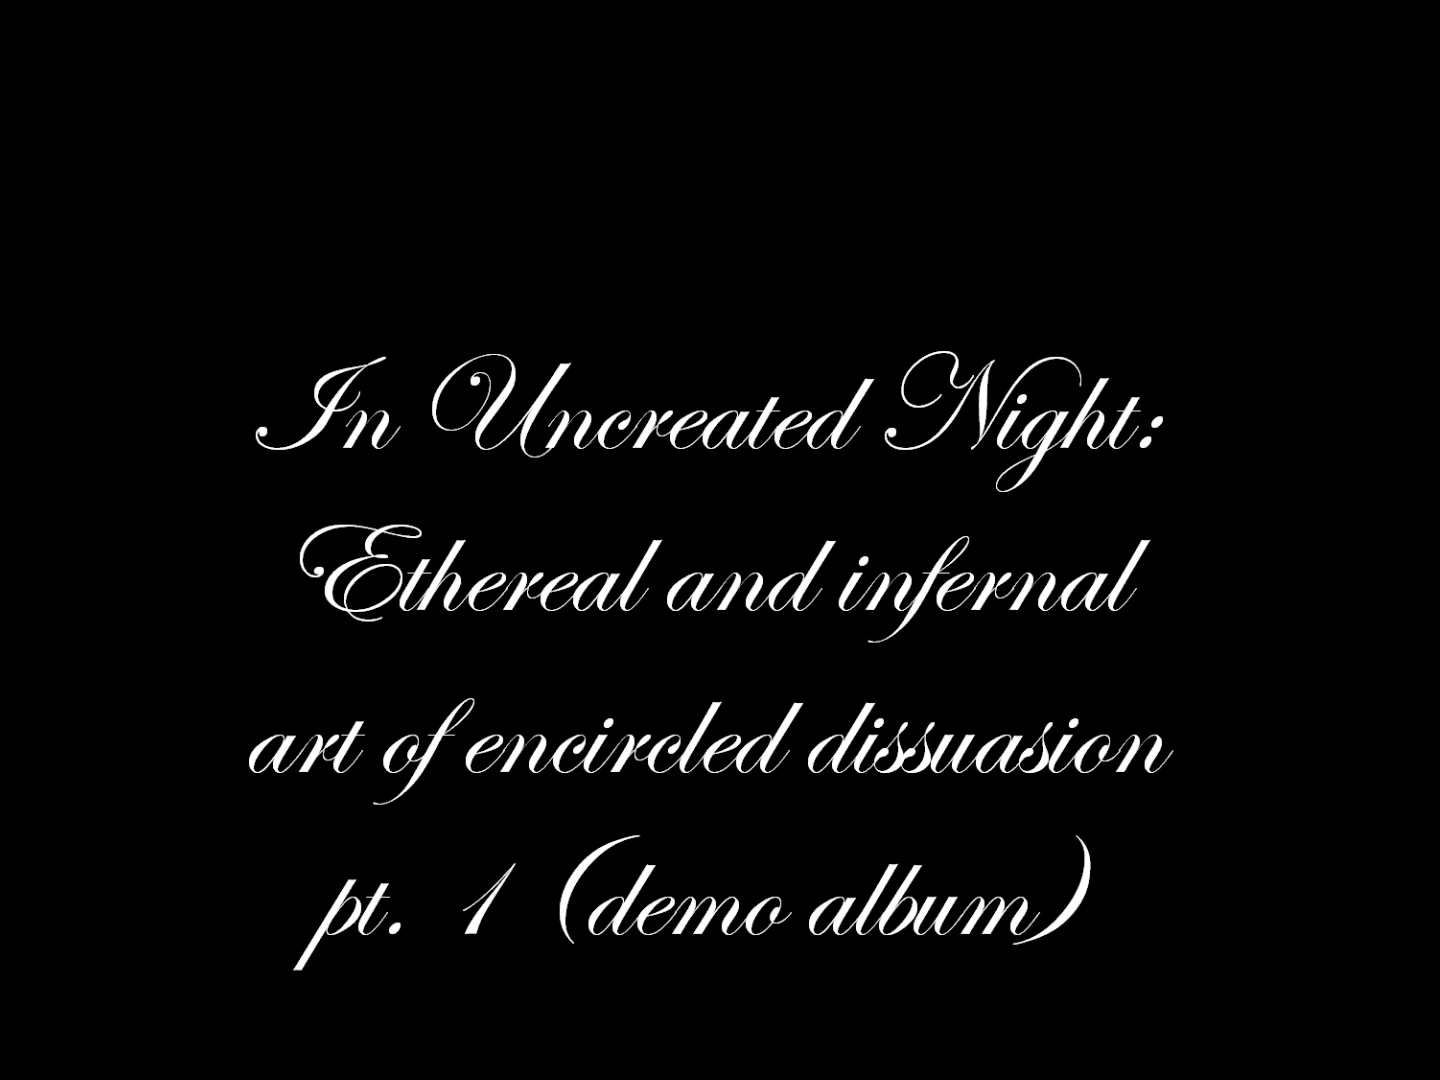 In Uncreated Night:
Ethereal and infernal
art of encircled dissuasion
pt. 1 (demo album)